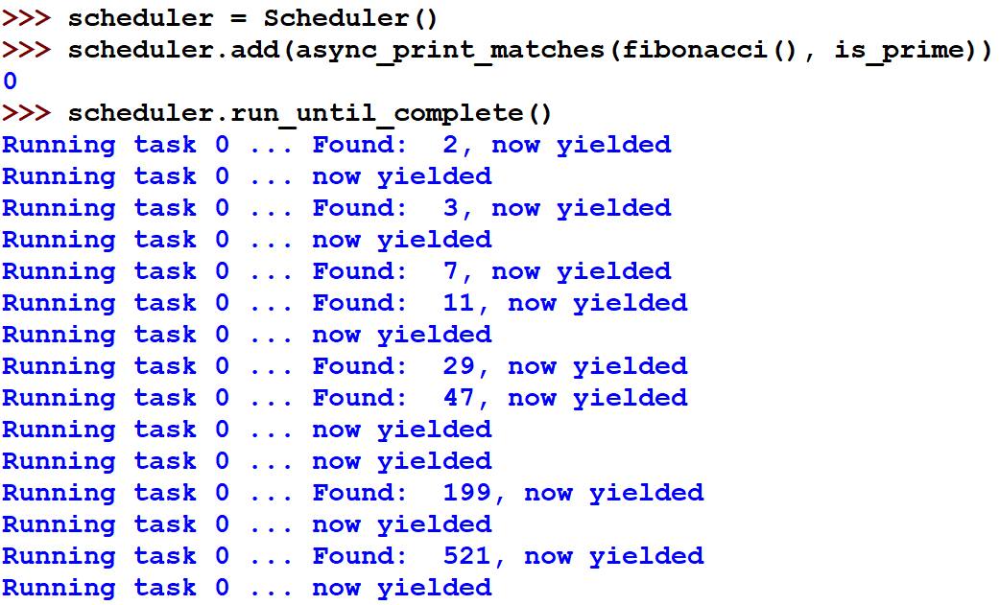 >>> scheduler = Scheduler()
>>> scheduler.add(async_print_matches(fibonacci(), is_prime))
0
>>> scheduler.run_until_complete()
Running task 0 ... Found:  2, now yielded
Running task 0 ... now yielded
Running task 0 ... Found:  3, now yielded
Running task 0 ... now yielded
Running task 0 ... Found:  7, now yielded
Running task 0 ... Found:  11, now yielded
Running task 0 ... now yielded
Running task 0 ... Found:  29, now yielded
Running task 0 ... Found:  47, now yielded
Running task 0 ... now yielded
Running task 0 ... now yielded
Running task 0 ... Found:  199, now yielded
Running task 0 ... now yielded
Running task 0 ... Found:  521, now yielded
Running task 0 ... now yielded